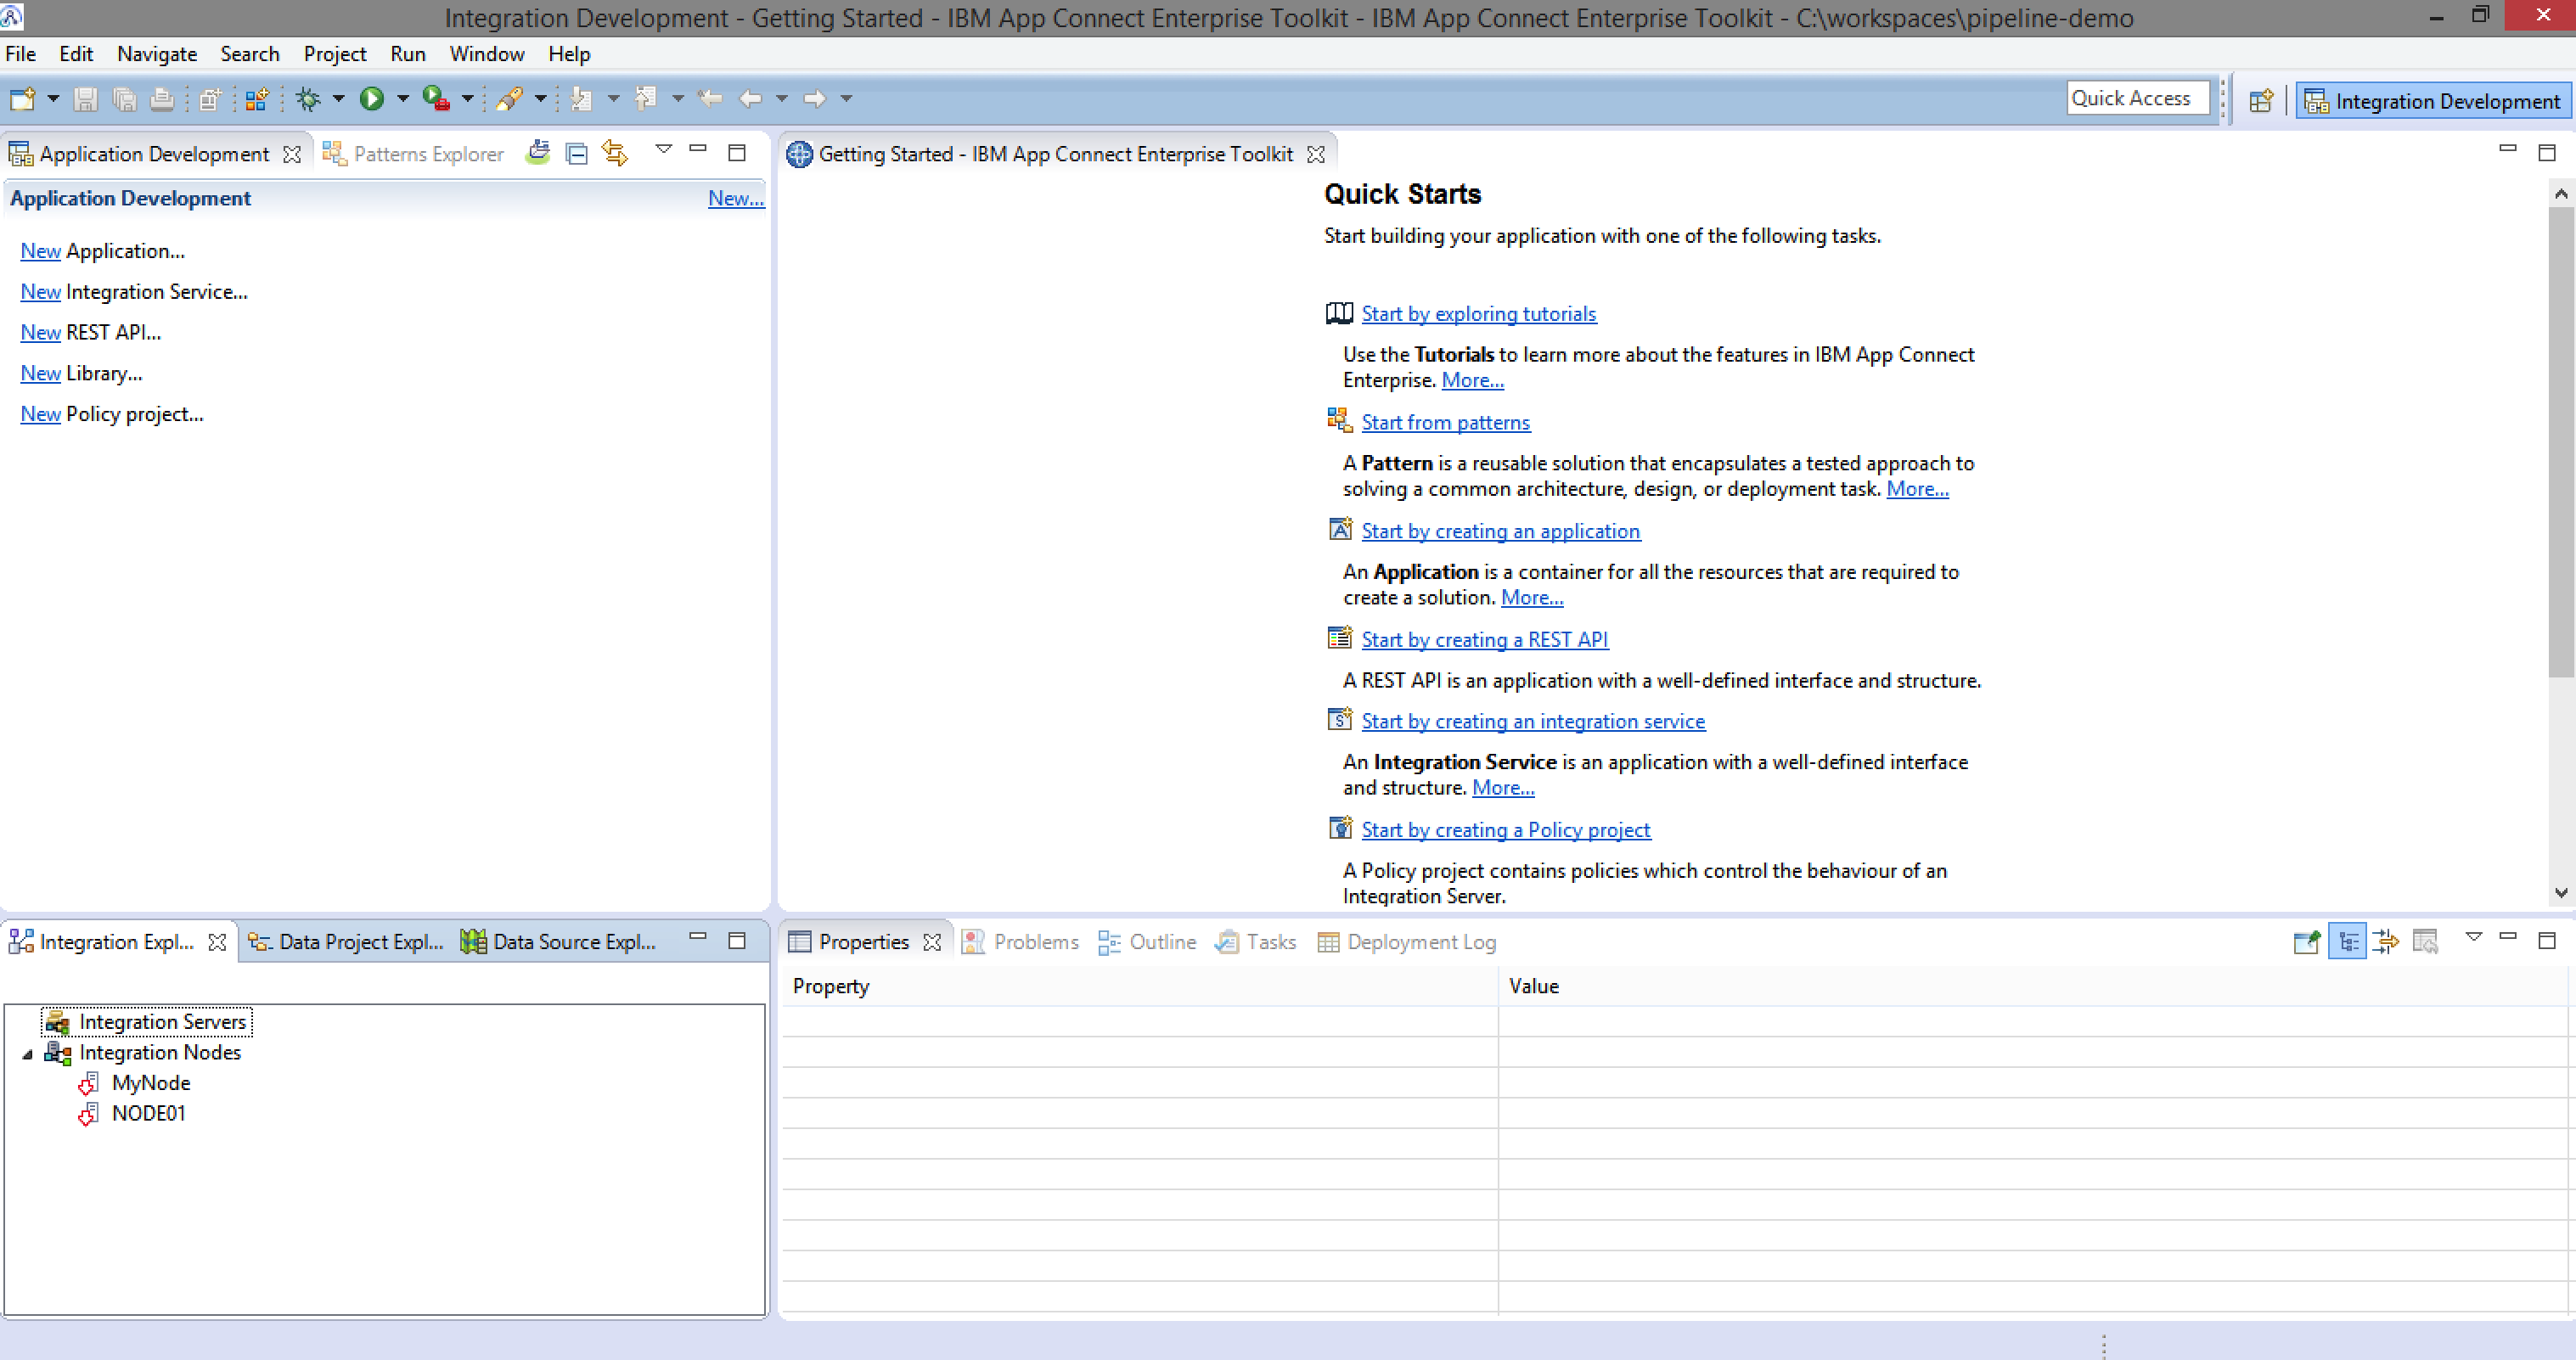 Integration Development - Getting Started - IBM App Connect Enterprise Toolkit - IBM App Connect Enterprise Toolkit - C:\workspaces\pipeline-demo
File Edit Navigate Search Project Run Window Help
Quick Access
Integration Development
Application Development
Patterns Explorer
Application Development
New...
New Application...
New Integration Service...
New REST API...
New Library...
New Policy project...
Getting Started - IBM App Connect Enterprise Toolkit
Quick Starts
Start building your application with one of the following tasks.
Start by exploring tutorials
Use the Tutorials to learn more about the features in IBM App Connect
Enterprise. More...
Start from patterns
A Pattern is a reusable solution that encapsulates a tested approach to
solving a common architecture, design, or deployment task. More...
Start by creating an application
An Application is a container for all the resources that are required to
create a solution. More...
Start by creating a REST API
A REST API is an application with a well-defined interface and structure.
Start by creating an integration service
An Integration Service is an application with a well-defined interface
and structure. More...
Start by creating a Policy project
A Policy project contains policies which control the behaviour of an
Integration Server.
Integration Expl... Data Project Expl... Data Source Expl...
Integration Servers
Integration Nodes
MyNode
NODE01
Properties Problems Outline Tasks Deployment Log
Property Value